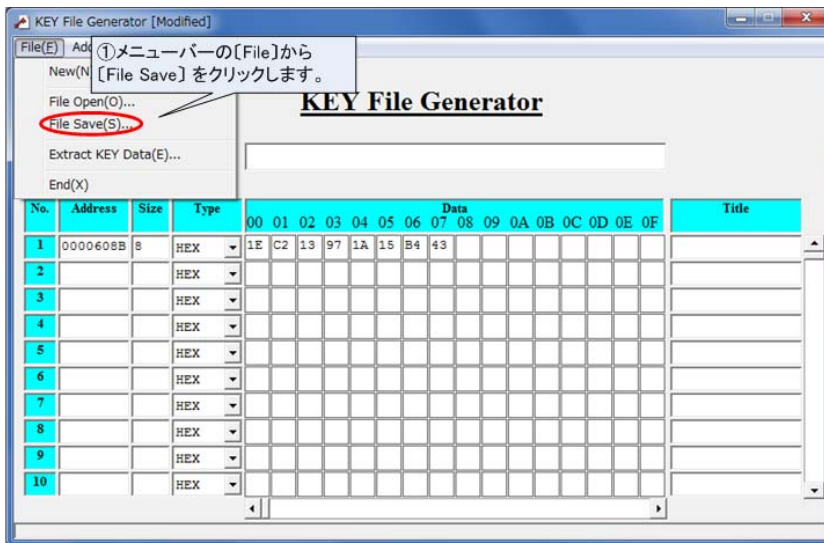 KEY File Generator [Modified]
File(F) Ad
①メニューバーの〔File〕から
〔File Save〕をクリックします。
New(N)
File Open(O)...
File Save(S)...
Extract KEY Data(E)...
End(X)
KEY File Generator
No. Address Size Type Data Title
00 01 02 03 04 05 06 07 08 09 0A 0B 0C 0D 0E 0F
1 0000608B 8 HEX 1E C2 13 97 1A 15 B4 43
2 HEX
3 HEX
4 HEX
5 HEX
6 HEX
7 HEX
8 HEX
9 HEX
10 HEX